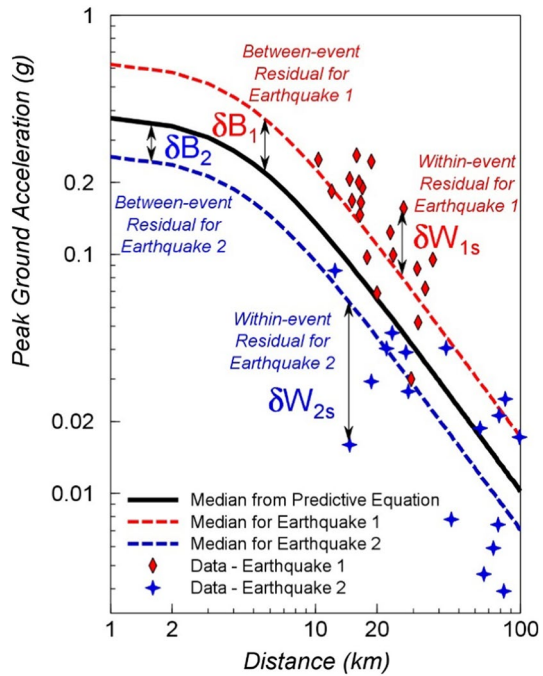 1
Between-event
Residual for
Earthquake 1
δB1
δB2
0.2
Within-event
Residual for
Earthquake 1
Between-event
Residual for
Earthquake 2
δW1s
0.1
Within-event
Residual for
Earthquake 2
δW2s
0.02
0.01
Peak Ground Acceleration (g)
Median from Predictive Equation
Median for Earthquake 1
Median for Earthquake 2
Data - Earthquake 1
Data - Earthquake 2
1 2 10 20 100
Distance (km)